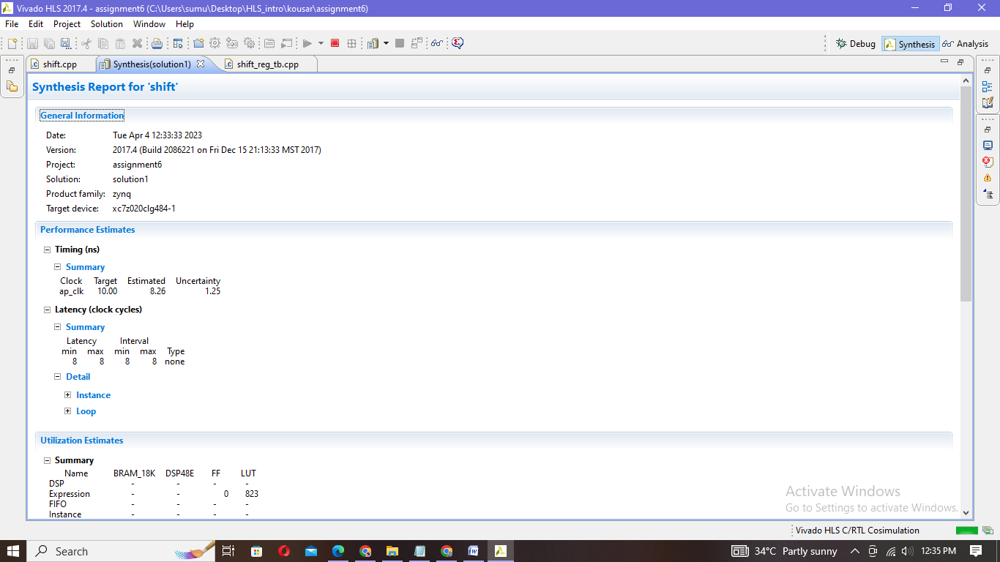 Vivado HLS 2017.4 - assignment6 (C:\Users\sumu\Desktop\HLS_intro\kousar\assignment6)
File Edit Project Solution Window Help
Debug Synthesis Analysis
shift.cpp Synthesis(solution1) shift_reg_tb.cpp
Synthesis Report for 'shift'
General Information
Date: Tue Apr 4 12:33:33 2023
Version: 2017.4 (Build 2086221 on Fri Dec 15 21:13:33 MST 2017)
Project: assignment6
Solution: solution1
Product family: zynq
Target device: xc7z020clg484-1
Performance Estimates
Timing (ns)
Summary
Clock Target Estimated Uncertainty
ap_clk 10.00 8.26 1.25
Latency (clock cycles)
Summary
Latency Interval
min max min max Type
8 8 8 8 none
Detail
Instance
Loop
Utilization Estimates
Summary
Name BRAM_18K DSP48E FF LUT
DSP - - - -
Expression - - 0 823
FIFO - - - -
Instance - - - -
Activate Windows
Go to Settings to activate Windows.
Vivado HLS C/RTL Cosimulation
Search 34°C Partly sunny 12:35 PM